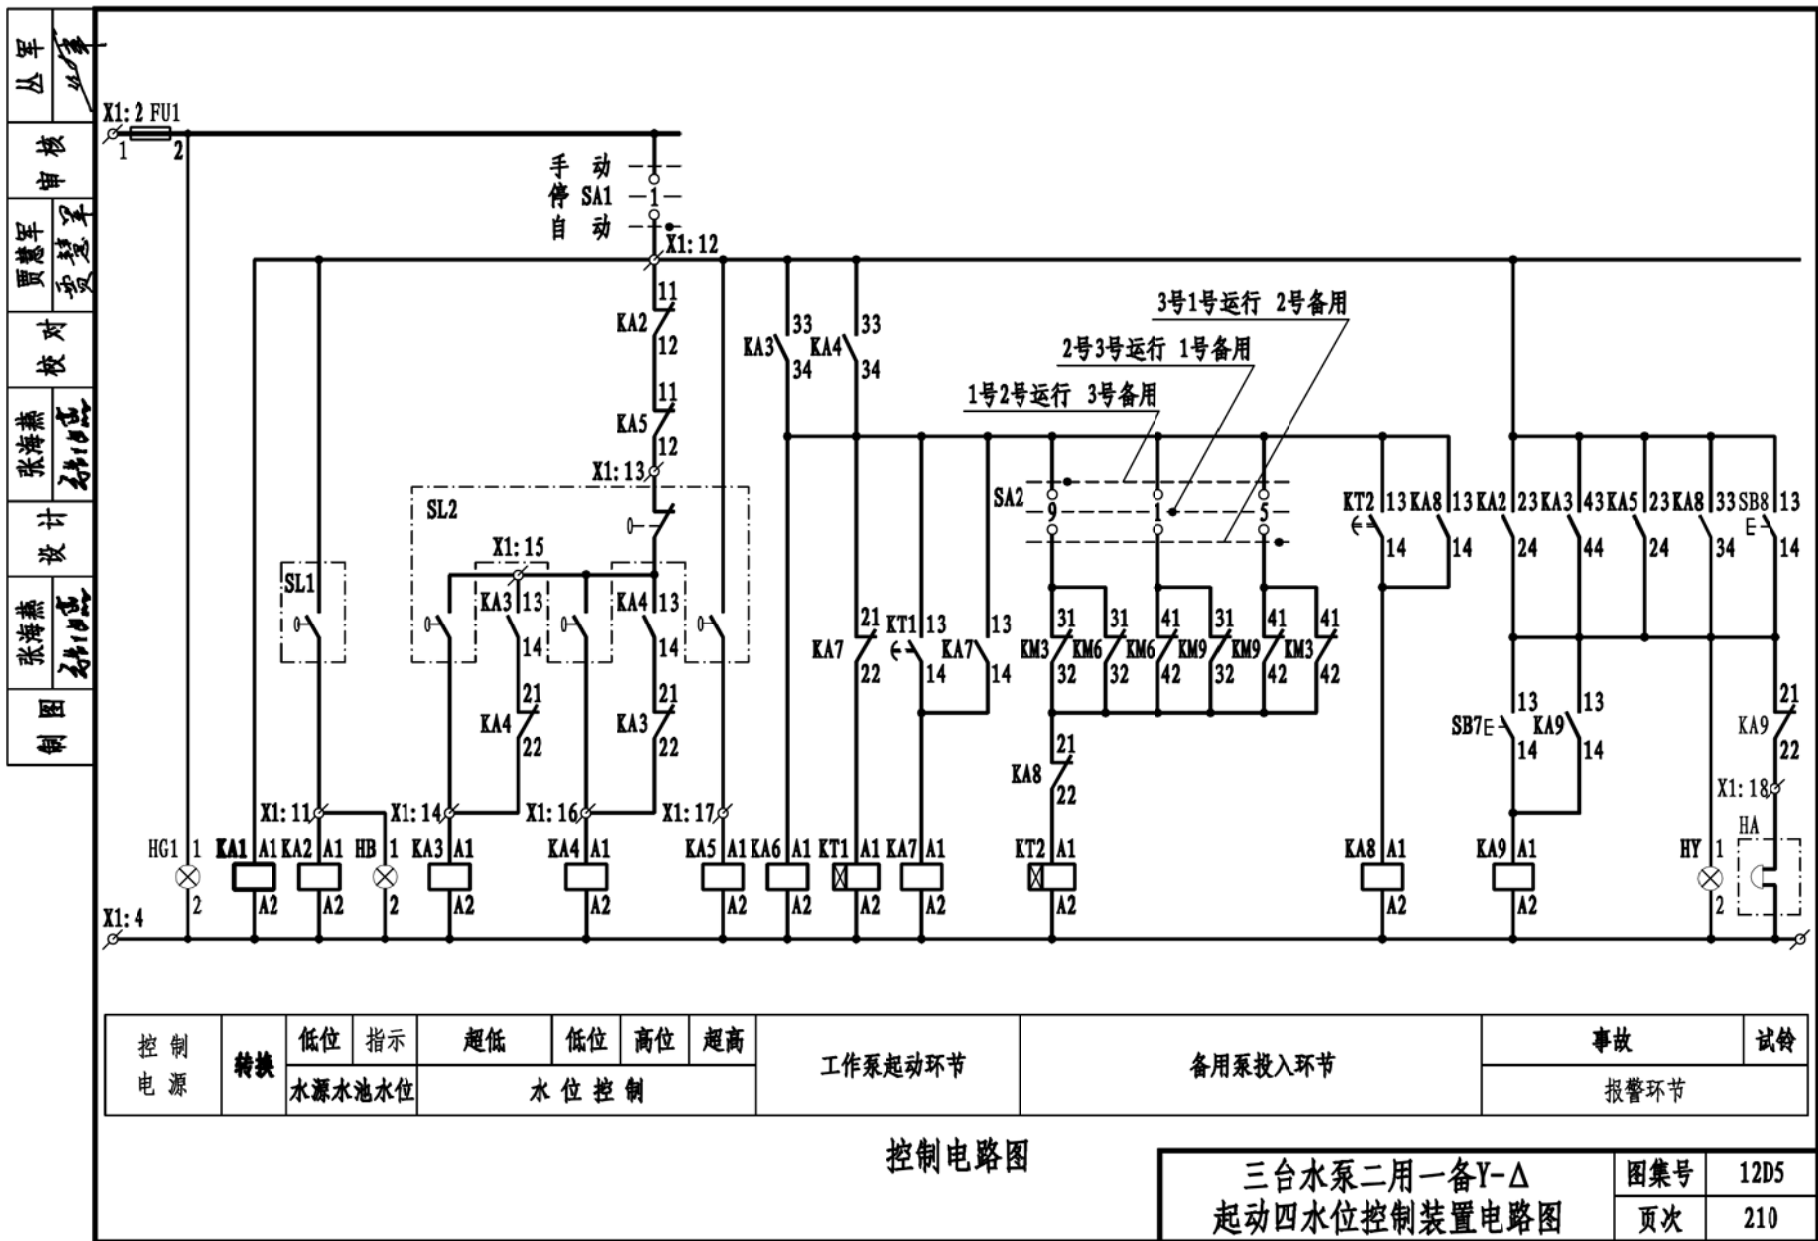 丛军
审核
贾慧军
校对
张海燕
设计
张海燕
制图
X1:2 FU1
1 2
手动
停 SA1 1
自动
X1:12
11
KA2
12
11
KA5
12
X1:13
3号1号运行 2号备用
2号3号运行 1号备用
1号2号运行 3号备用
KA3 33 34
KA4 33 34
SL2
X1:15
SL1
KA3 13 14
KA4 13 14
KA4 21 22
KA3 21 22
SA2 9 1 5
KT2 13 14
KA8 13 14
KA2 23 24
KA3 43 44
KA5 23 24
KA8 33 34
SB8 13 14
KA7 21 22
KT1 13 14
KA7 13 14
KM3 31 32
KM6 31 32
KM6 41 42
KM9 31 32
KM9 41 42
KM3 41 42
KA8 21 22
SB7 13 14
KA9 13 14
KA9 21 22
X1:11
X1:14
X1:16
X1:17
X1:18
HA
HG1 1 2
KA1 A1 A2
KA2 A1 A2
HB 1 2
KA3 A1 A2
KA4 A1 A2
KA5 A1 A2
KA6 A1 A2
KT1 A1 A2
KA7 A1 A2
KT2 A1 A2
KA8 A1 A2
KA9 A1 A2
HY 1 2
X1:4
控制
电源
转换
低位 指示 超低 低位 高位 超高
水源水池水位 水位控制
工作泵起动环节
备用泵投入环节
事故 试铃
报警环节
控制电路图
三台水泵二用一备Y-Δ
起动四水位控制装置电路图
图集号 12D5
页次 210